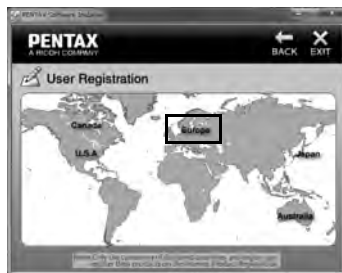 PENTAX Software Installer
PENTAX
A RICOH COMPANY
BACK EXIT
User Registration
Canada
Europe
U.S.A
Japan
Australia